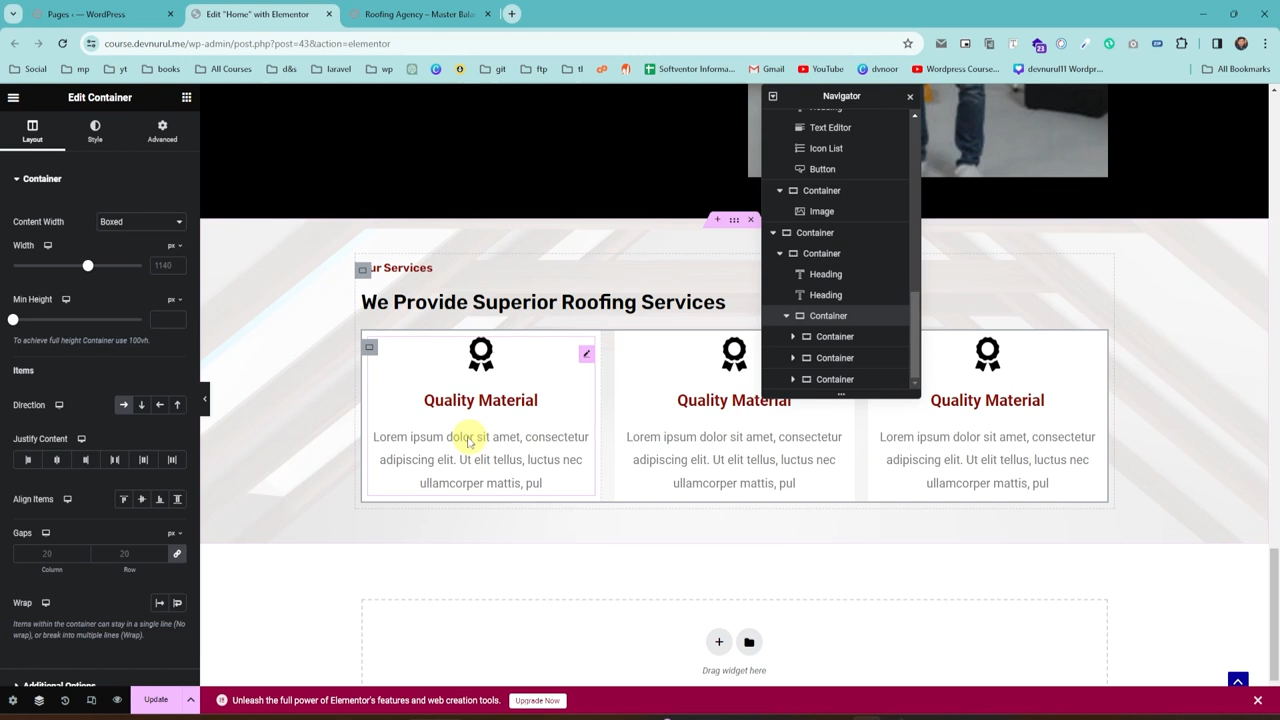 Pages ‹ — WordPress
Edit "Home" with Elementor
Roofing Agency – Master Bala
course.devnurul.me/wp-admin/post.php?post=43&action=elementor
23
Social
mp
yt
books
All Courses
d&s
laravel
wp
git
ftp
tl
Softventor Informa...
Gmail
YouTube
Devnoor
Wordpress Course...
devnurul11 Wordpr...
All Bookmarks
Edit Container
Layout
Style
Advanced
Container
Content Width
Boxed
Width
px
1140
Min Height
px
To achieve full height Container use 100vh.
Items
Direction
Justify Content
Align Items
Gaps
px
20
20
Column
Row
Wrap
Items within the container can stay in a single line (No
wrap), or break into multiple lines (Wrap).
Additional Options
Update
Navigator
Heading
Text Editor
Icon List
Button
Container
Image
Container
Container
Heading
Heading
Container
Container
Container
Container
ur Services
We Provide Superior Roofing Services
Quality Material
Lorem ipsum dolor sit amet, consectetur
adipiscing elit. Ut elit tellus, luctus nec
ullamcorper mattis, pul
Quality Material
Lorem ipsum dolor sit amet, consectetur
adipiscing elit. Ut elit tellus, luctus nec
ullamcorper mattis, pul
Quality Material
Lorem ipsum dolor sit amet, consectetur
adipiscing elit. Ut elit tellus, luctus nec
ullamcorper mattis, pul
Drag widget here
Unleash the full power of Elementor's features and web creation tools.
Upgrade Now